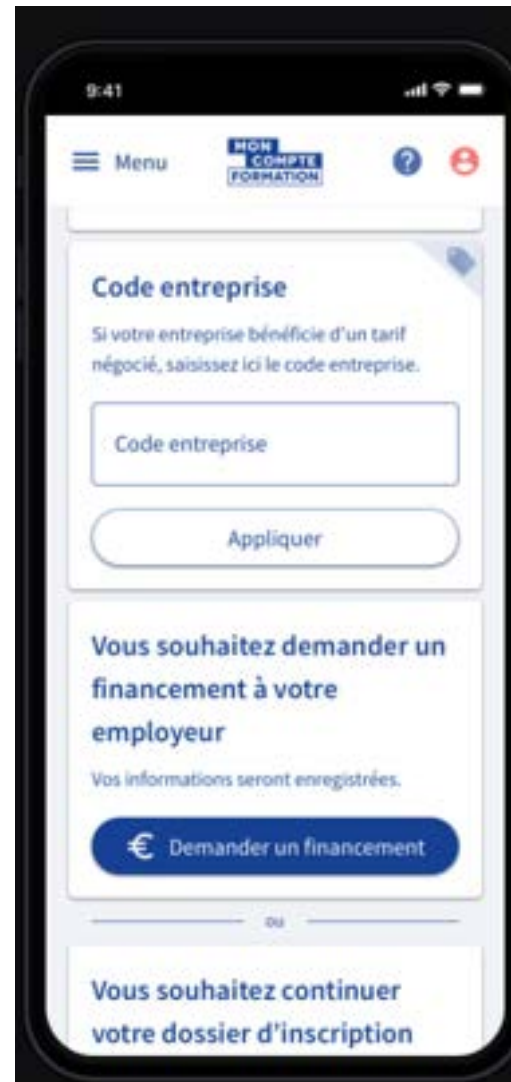 9:41
Menu
MON
COMPTE
FORMATION
?
Code entreprise
Si votre entreprise bénéficie d'un tarif
négocié, saisissez ici le code entreprise.
Code entreprise
Appliquer
Vous souhaitez demander un
financement à votre
employeur
Vos informations seront enregistrées.
€ Demander un financement
ou
Vous souhaitez continuer
votre dossier d'inscription